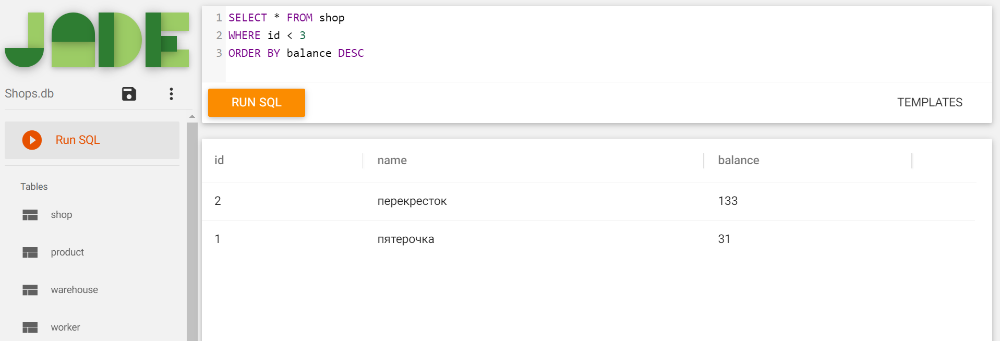 JADE
Shops.db
Run SQL
Tables
shop
product
warehouse
worker
1 SELECT * FROM shop
2 WHERE id < 3
3 ORDER BY balance DESC
RUN SQL
TEMPLATES
id name balance
2 перекресток 133
1 пятерочка 31